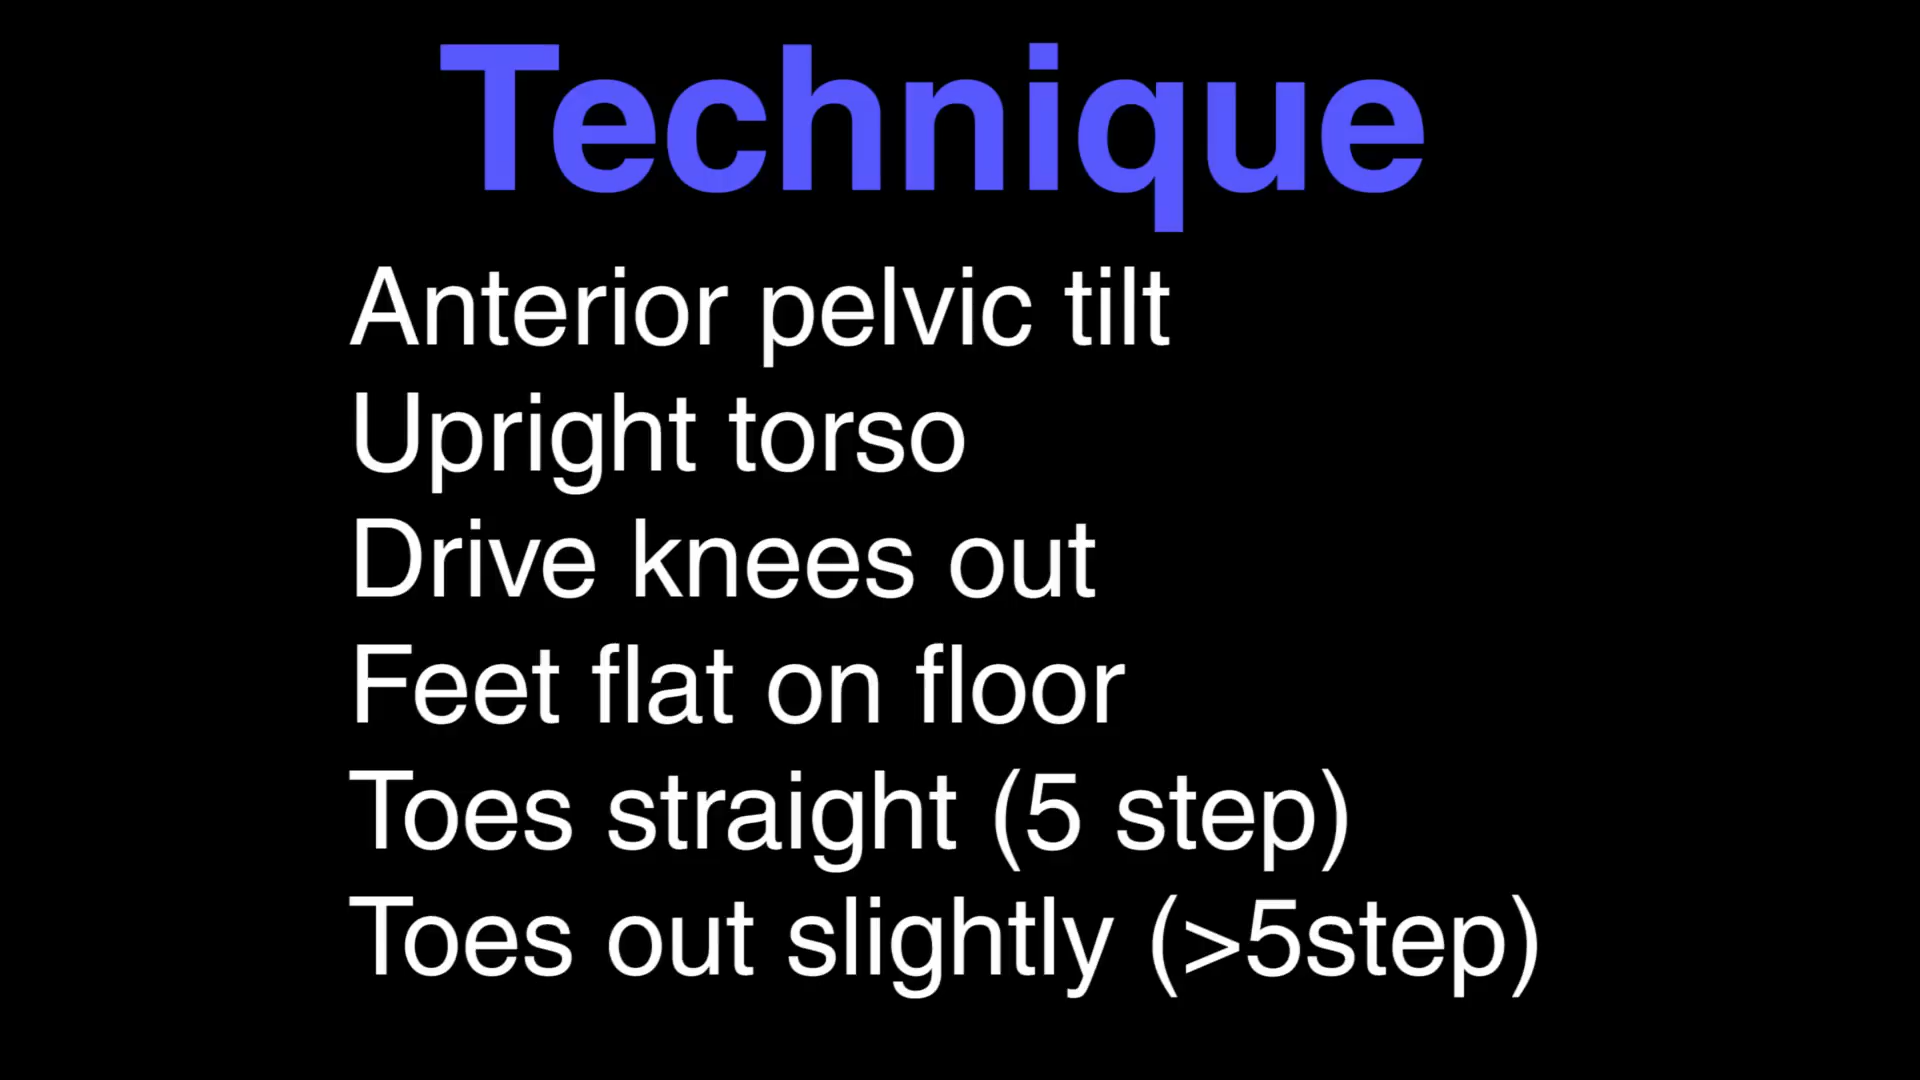 Technique
Anterior pelvic tilt
Upright torso
Drive knees out
Feet flat on floor
Toes straight (5 step)
Toes out slightly (>5step)